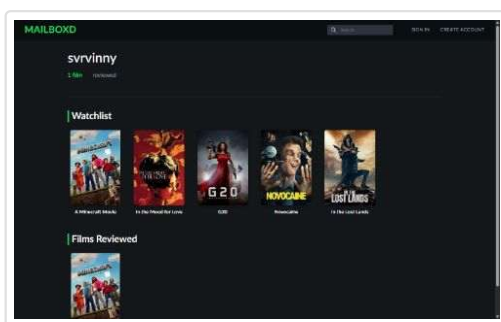 MAILBOXD
SIGN IN CREATE ACCOUNT
svrvinny
1 film reviewed
Watchlist
G20
NOVOCAINE
LOST LANDS
A Minecraft Movie In the Mood for Love G20 Novocaine In the Lost Lands
Films Reviewed